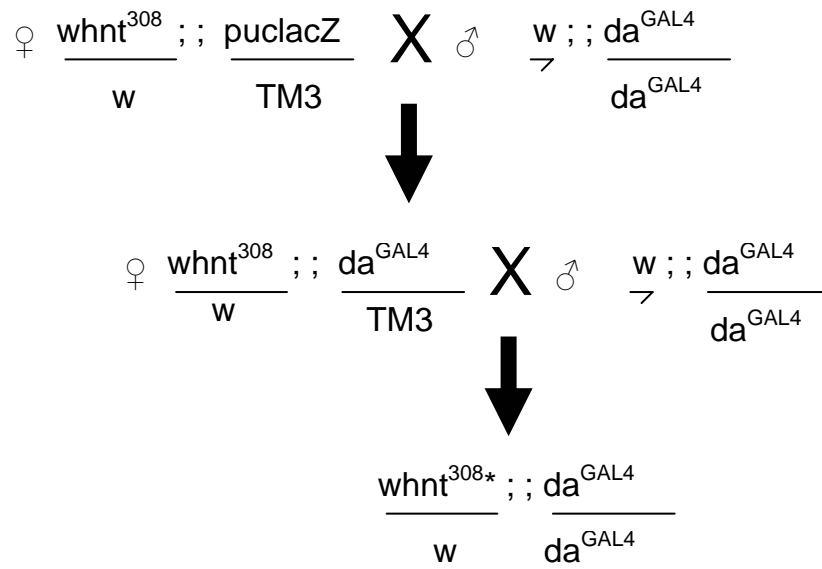 ♀ whnt308 ; ; puclacZ X ♂ w ; ; daGAL4
w TM3 daGAL4
♀ whnt308 ; ; daGAL4 X ♂ w ; ; daGAL4
w TM3 daGAL4
whnt308* ; ; daGAL4
w daGAL4